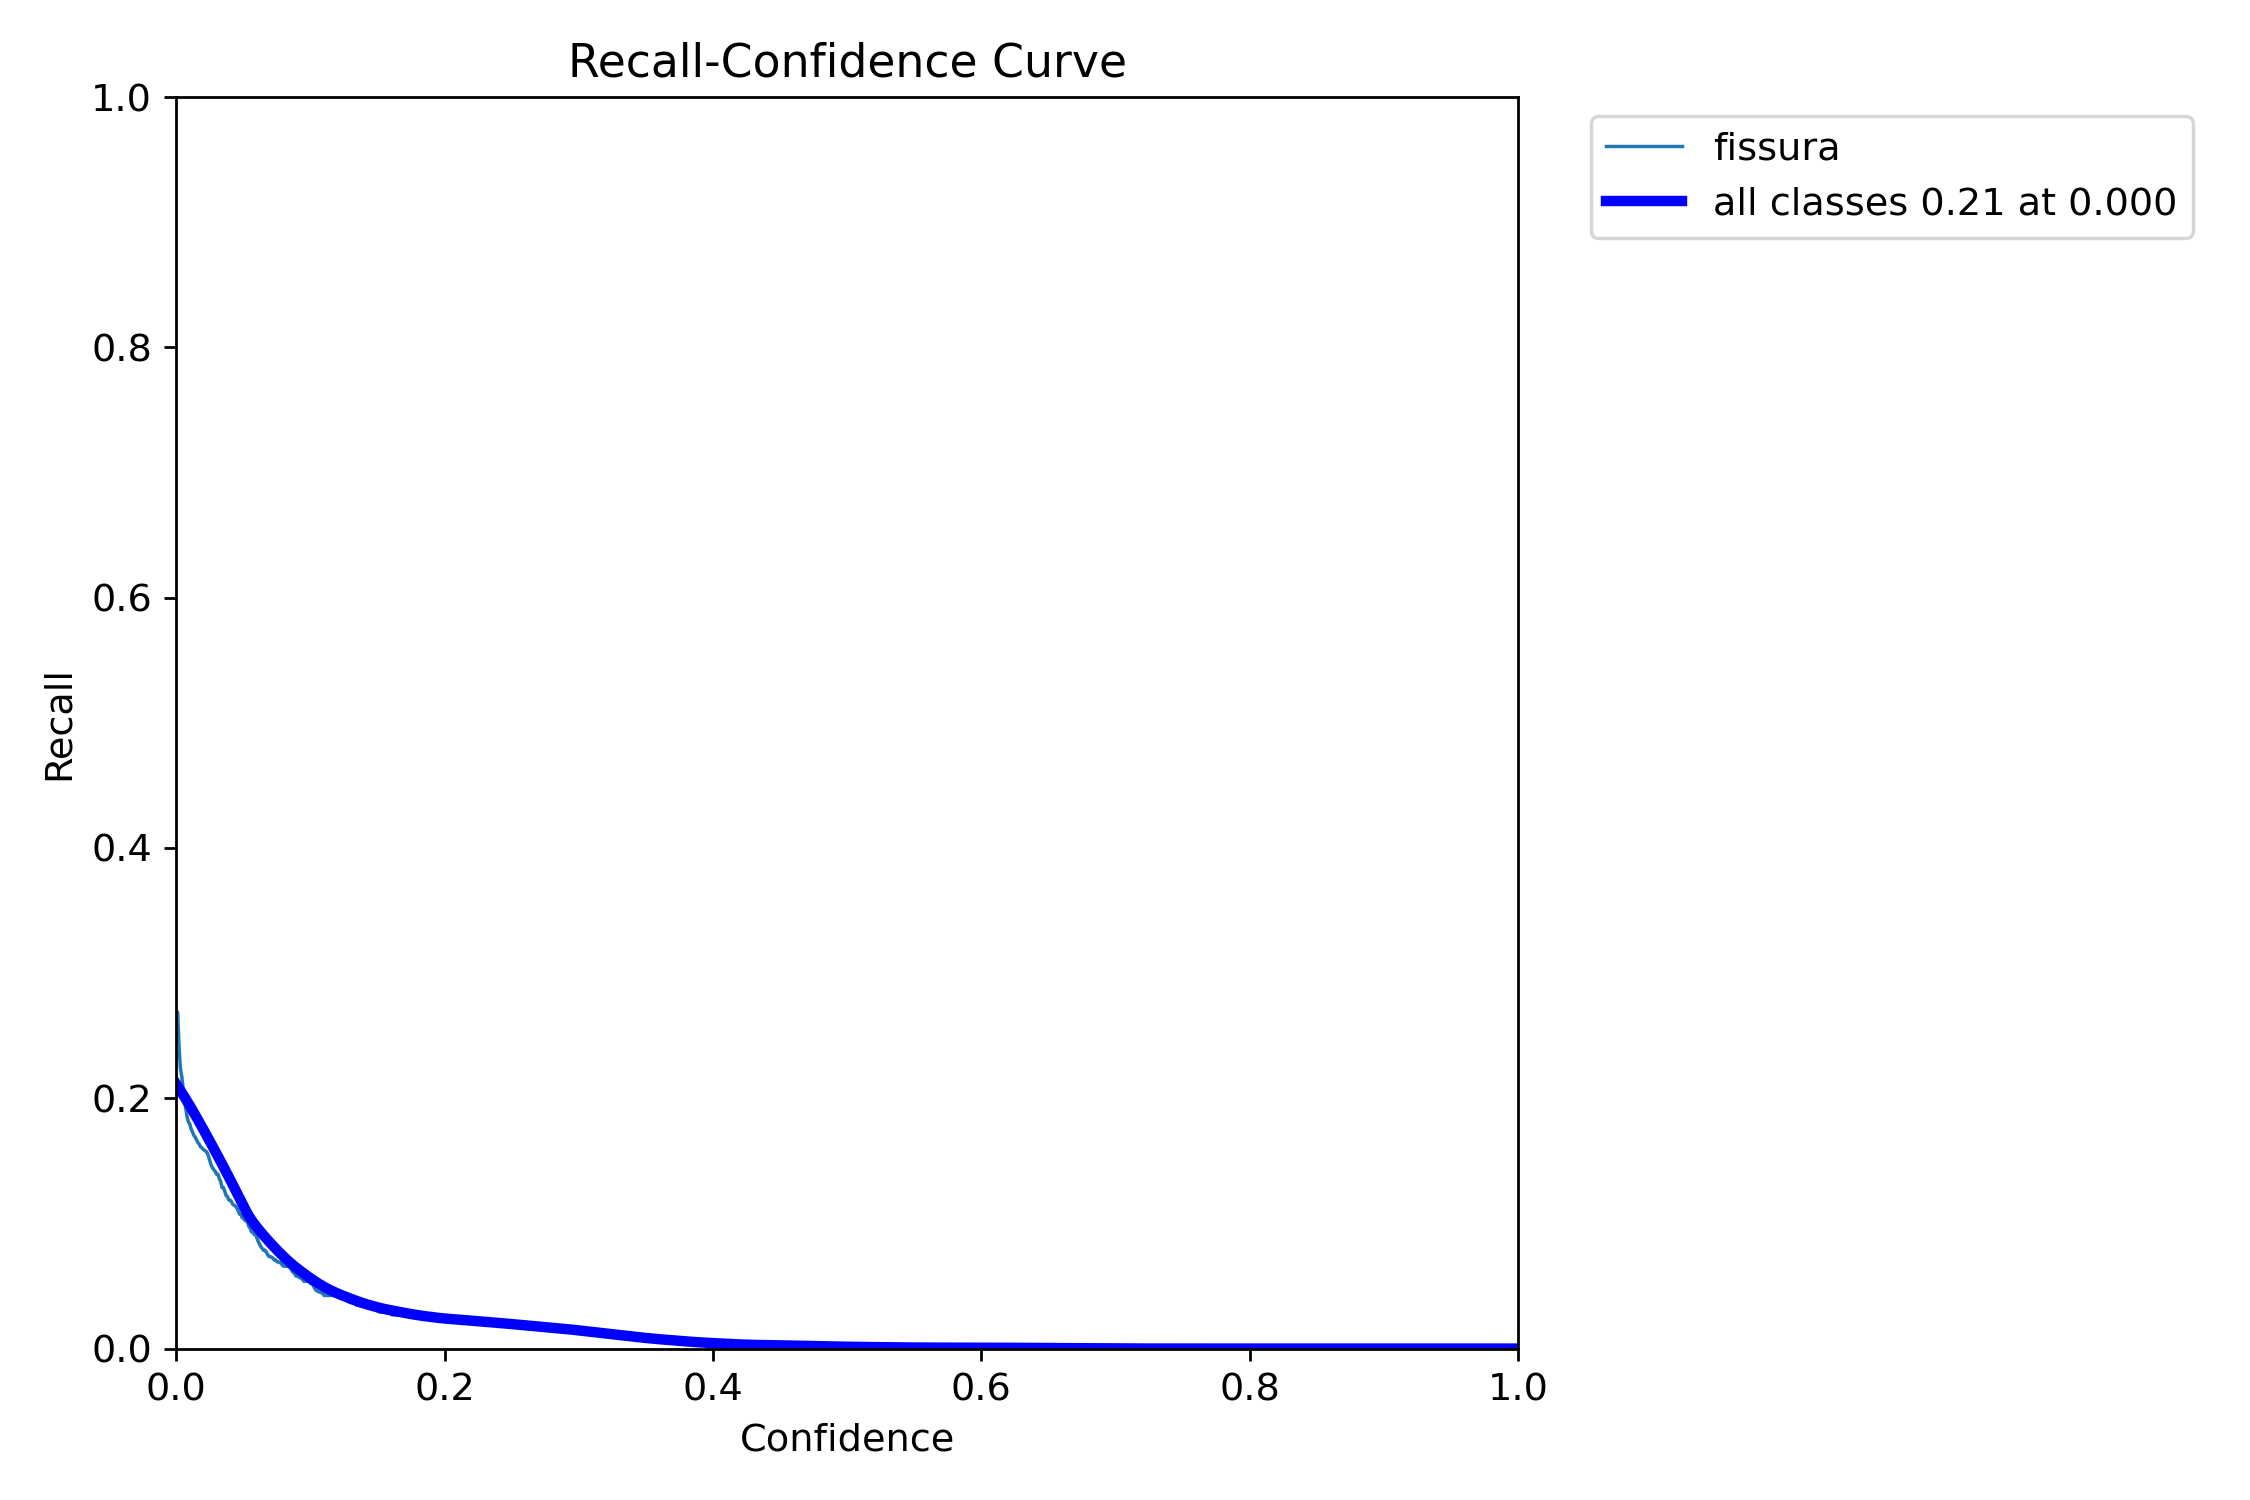 Recall-Confidence Curve
1.0
0.8
0.6
0.4
0.2
0.0
Recall
0.0 0.2 0.4 0.6 0.8 1.0
Confidence
fissura
all classes 0.21 at 0.000